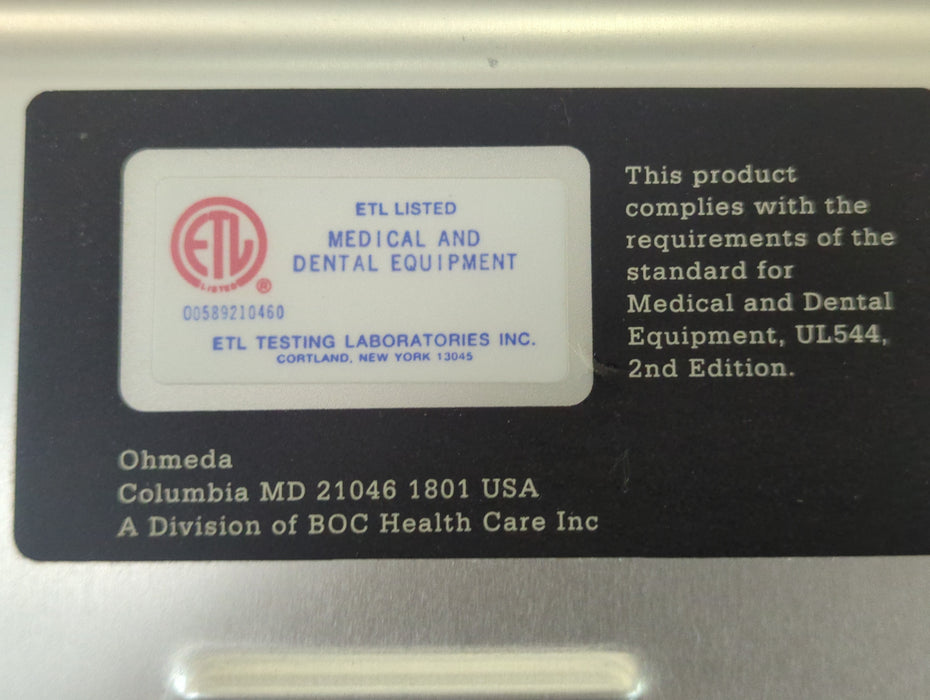 ETL LISTED
MEDICAL AND
DENTAL EQUIPMENT
ETL
LISTED
®
00589210460
ETL TESTING LABORATORIES INC.
CORTLAND, NEW YORK 13045
This product
complies with the
requirements of the
standard for
Medical and Dental
Equipment, UL544,
2nd Edition.
Ohmeda
Columbia MD 21046 1801 USA
A Division of BOC Health Care Inc